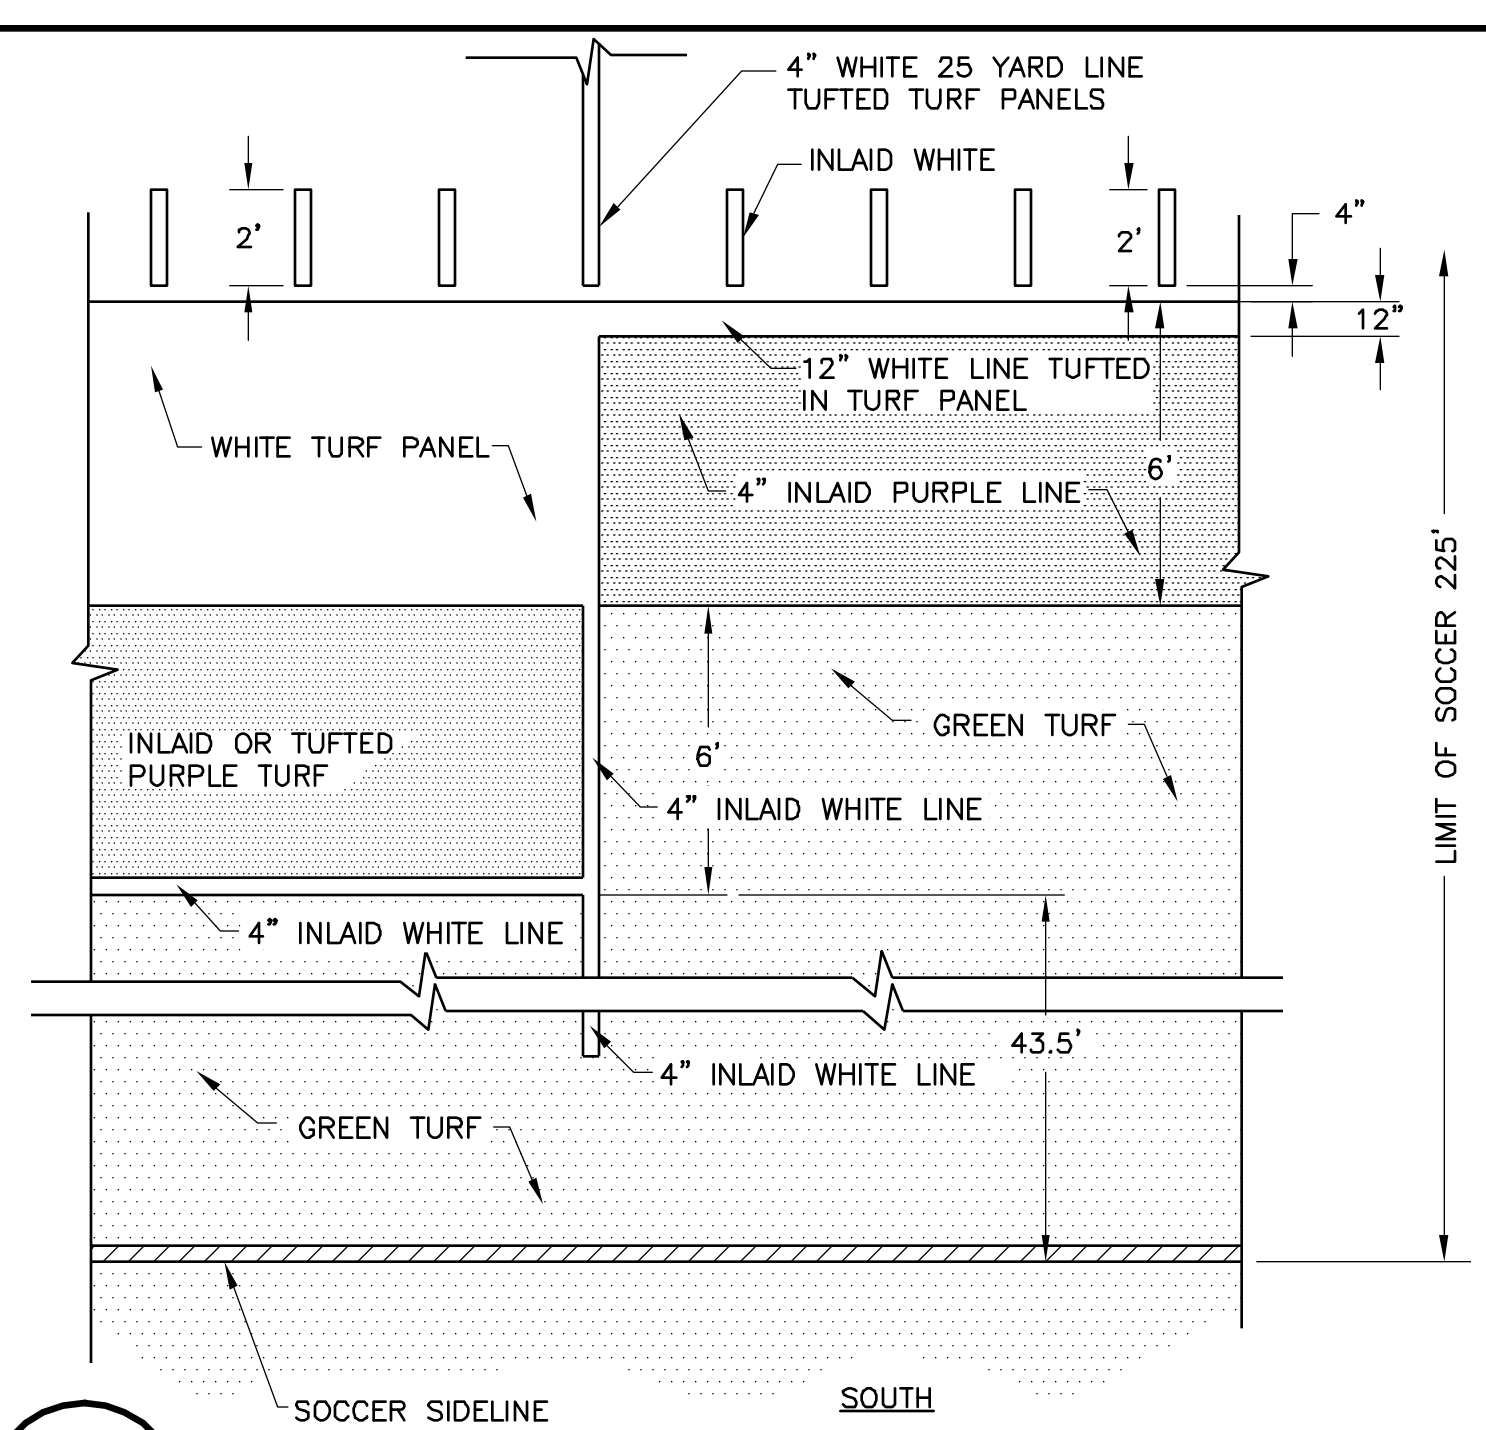 4” WHITE 25 YARD LINE
TUFTED TURF PANELS
INLAID WHITE
4”
2’
2’
12”
12” WHITE LINE TUFTED
IN TURF PANEL
WHITE TURF PANEL
6’
4” INLAID PURPLE LINE
LIMIT OF SOCCER 225’
GREEN TURF
INLAID OR TUFTED
PURPLE TURF
6’
4” INLAID WHITE LINE
4” INLAID WHITE LINE
43.5’
4” INLAID WHITE LINE
GREEN TURF
SOUTH
SOCCER SIDELINE